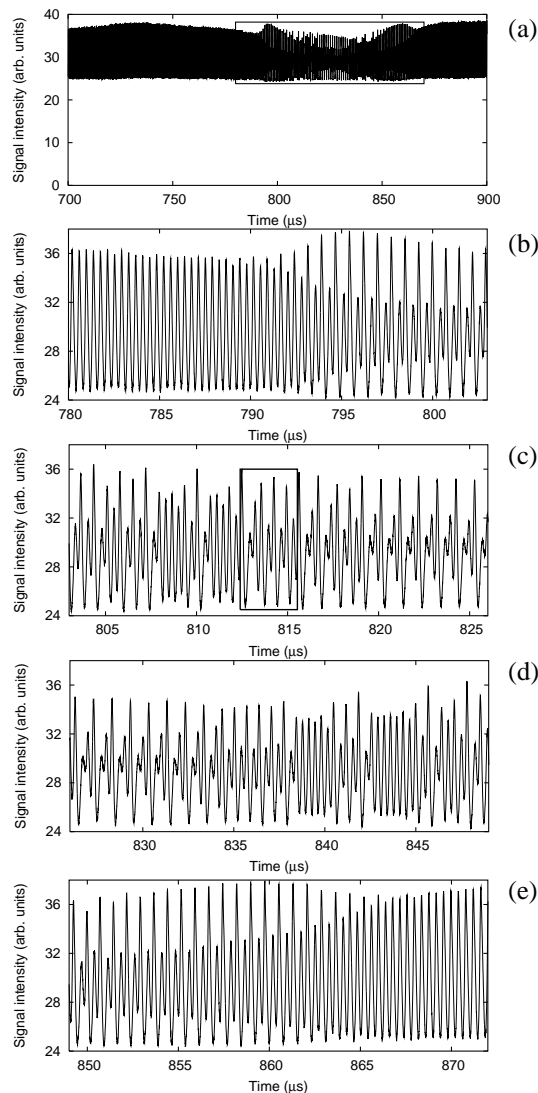 (a)
Signal intensity (arb. units)
40
30
20
10
0
700 750 800 850 900
Time (μs)
(b)
Signal intensity (arb. units)
36
32
28
24
780 785 790 795 800
Time (μs)
(c)
Signal intensity (arb. units)
36
32
28
24
805 810 815 820 825
Time (μs)
(d)
Signal intensity (arb. units)
36
32
28
24
830 835 840 845
Time (μs)
(e)
Signal intensity (arb. units)
36
32
28
24
850 855 860 865 870
Time (μs)